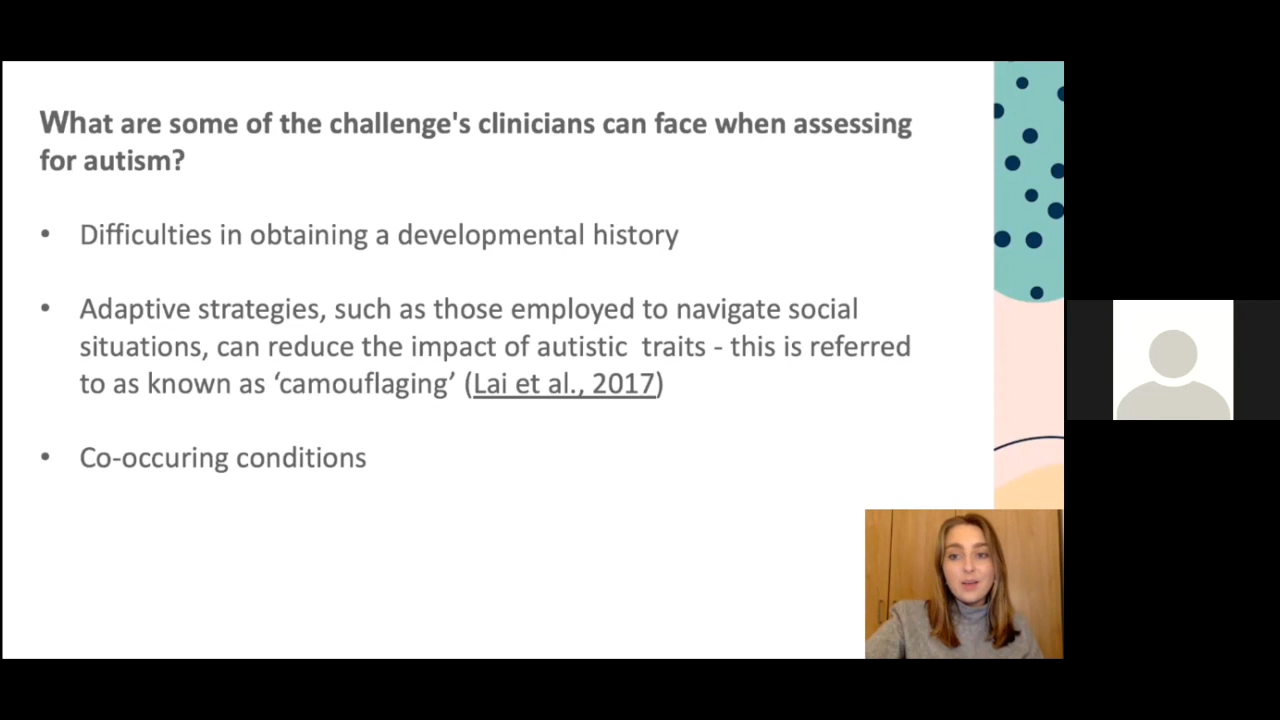 What are some of the challenge's clinicians can face when assessing
for autism?
• Difficulties in obtaining a developmental history
• Adaptive strategies, such as those employed to navigate social
situations, can reduce the impact of autistic  traits - this is referred
to as known as ‘camouflaging’ (Lai et al., 2017)
• Co-occuring conditions